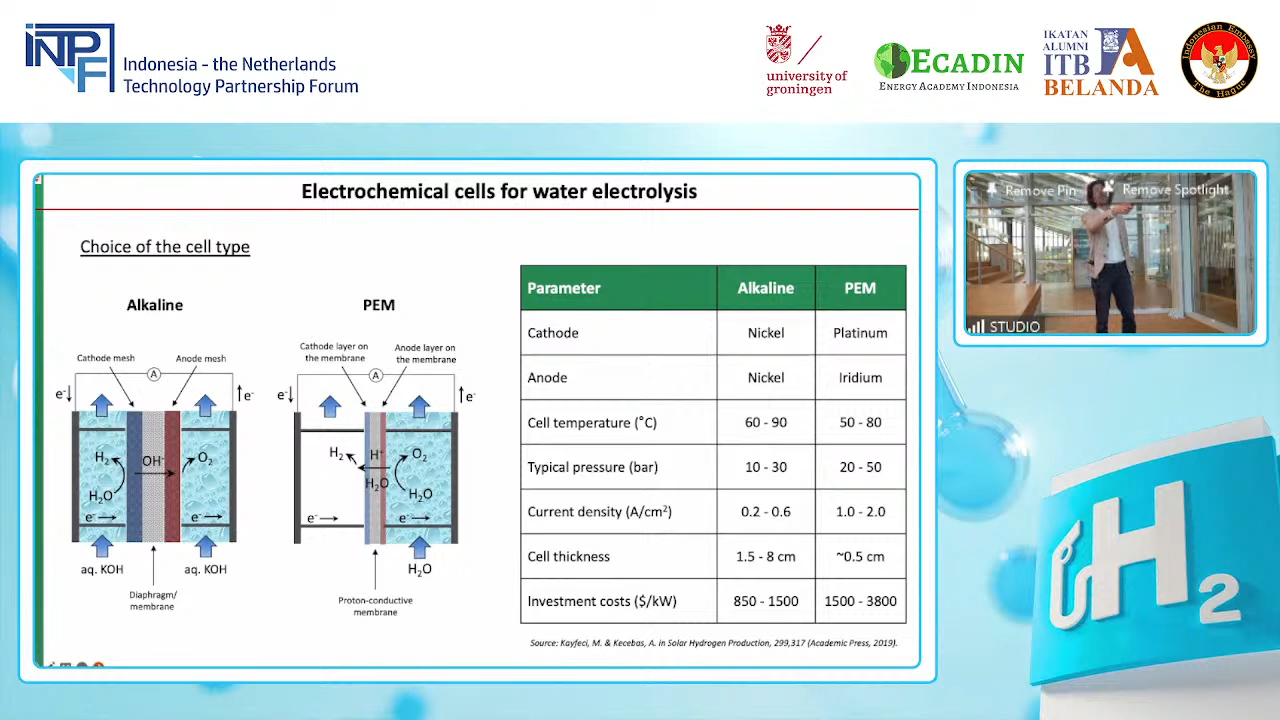 iNPF
Indonesia - the Netherlands
Technology Partnership Forum
university of
groningen
ECADIN
ENERGY ACADEMY INDONESIA
IKATAN
ALUMNI
ITB
BELANDA
Indonesian Embassy
The Hague
Electrochemical cells for water electrolysis
Choice of the cell type
Alkaline
Cathode mesh
Anode mesh
A
e⁻
e⁻
H₂
OH⁻
O₂
H₂O
e⁻
e⁻
aq. KOH
aq. KOH
Diaphragm/
membrane
PEM
Cathode layer on
the membrane
Anode layer on
the membrane
A
e⁻
e⁻
H₂
H⁺
O₂
H₂O
H₂O
e⁻
e⁻
H₂O
Proton-conductive
membrane
Parameter Alkaline PEM
Cathode Nickel Platinum
Anode Nickel Iridium
Cell temperature (°C) 60 - 90 50 - 80
Typical pressure (bar) 10 - 30 20 - 50
Current density (A/cm²) 0.2 - 0.6 1.0 - 2.0
Cell thickness 1.5 - 8 cm ~0.5 cm
Investment costs ($/kW) 850 - 1500 1500 - 3800
Source: Kayfeci, M. & Kecebas, A. in Solar Hydrogen Production, 299,317 (Academic Press, 2019).
Remove Pin
Remove Spotlight
STUDIO
H2